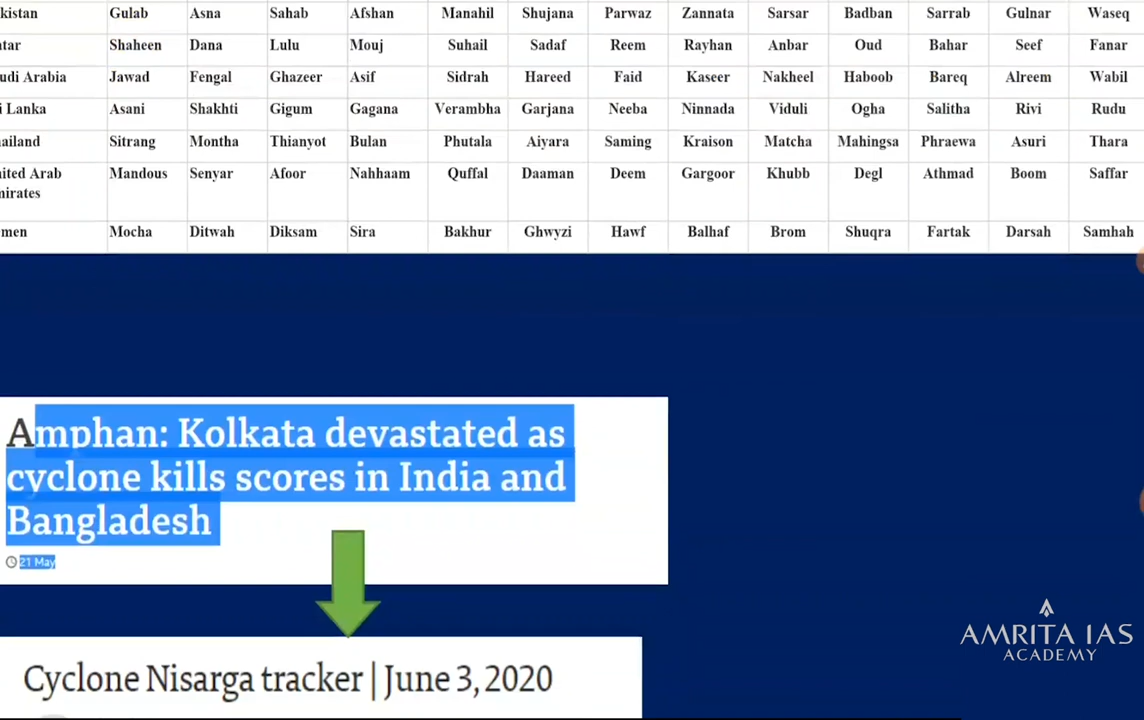 kistan Gulab Asna Sahab Afshan Manahil Shujana Parwaz Zannata Sarsar Badban Sarrab Gulnar Waseq
tar Shaheen Dana Lulu Mouj Suhail Sadaf Reem Rayhan Anbar Oud Bahar Seef Fanar
udi Arabia Jawad Fengal Ghazeer Asif Sidrah Hareed Faid Kaseer Nakheel Haboob Bareq Alreem Wabil
i Lanka Asani Shakhti Gigum Gagana Verambha Garjana Neeba Ninnada Viduli Ogha Salitha Rivi Rudu
ailand Sitrang Montha Thianyot Bulan Phutala Aiyara Saming Kraison Matcha Mahingsa Phraewa Asuri Thara
ited Arab Mandous Senyar Afoor Nahhaam Quffal Daaman Deem Gargoor Khubb Degl Athmad Boom Saffar
mirates
men Mocha Ditwah Diksam Sira Bakhur Ghwyzi Hawf Balhaf Brom Shuqra Fartak Darsah Samhah
Amphan: Kolkata devastated as
cyclone kills scores in India and
Bangladesh
21 May
AMRITA IAS
ACADEMY
Cyclone Nisarga tracker | June 3, 2020